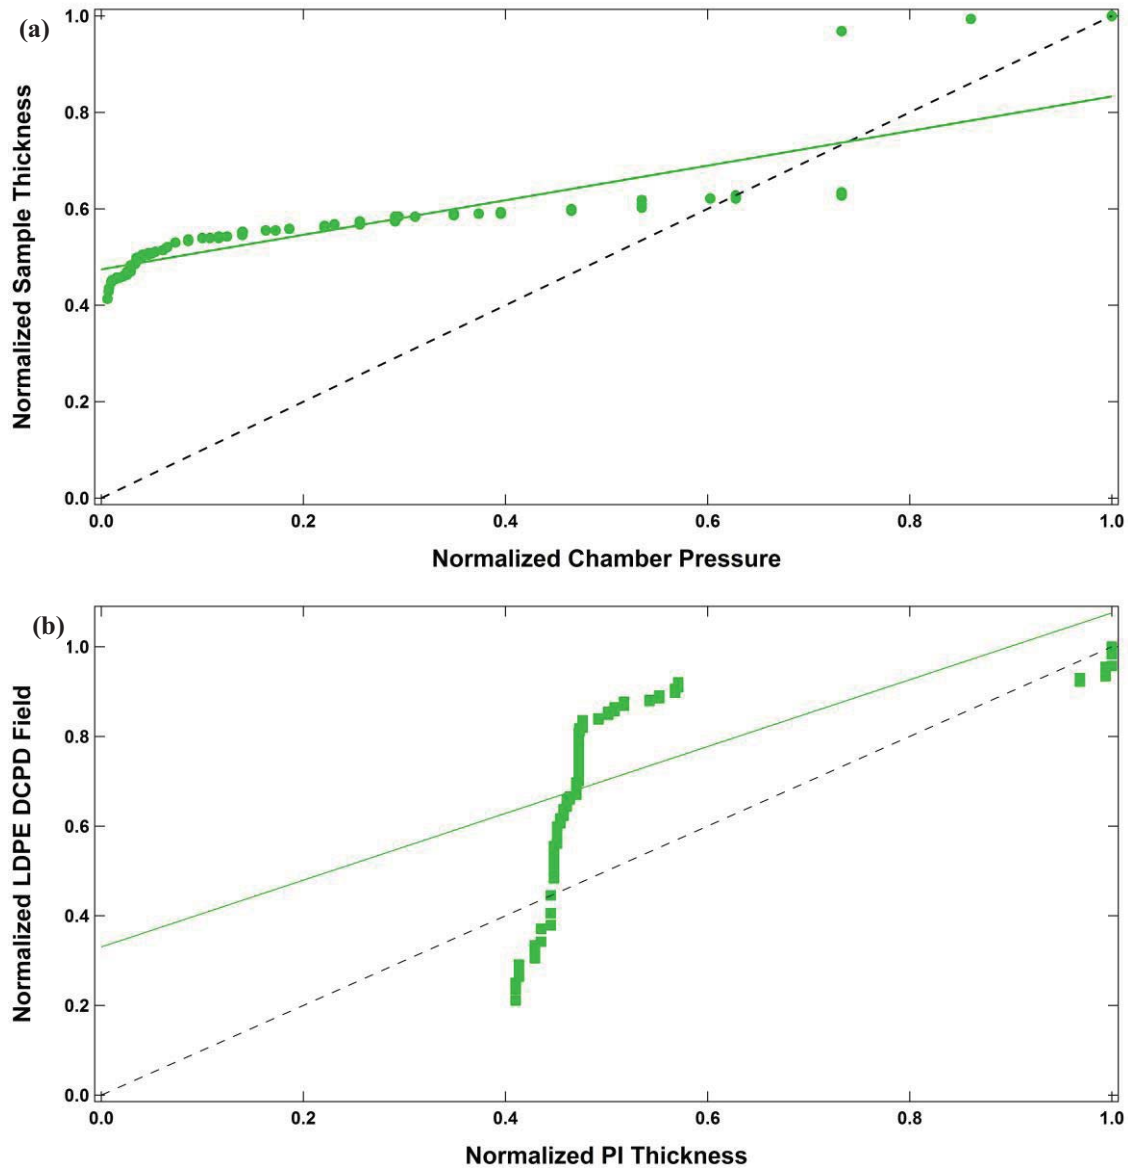 (a)
1.0
0.8
0.6
0.4
0.2
0.0
Normalized Sample Thickness
0.0 0.2 0.4 0.6 0.8 1.0
Normalized Chamber Pressure
(b)
1.0
0.8
0.6
0.4
0.2
0.0
Normalized LDPE DCPD Field
0.0 0.2 0.4 0.6 0.8 1.0
Normalized PI Thickness